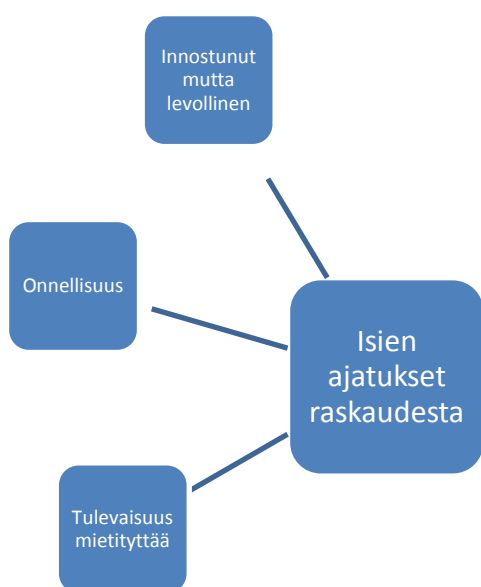 Innostunut
mutta
levollinen
Onnellisuus
Isien
ajatukset
raskaudesta
Tulevaisuus
mietityttää